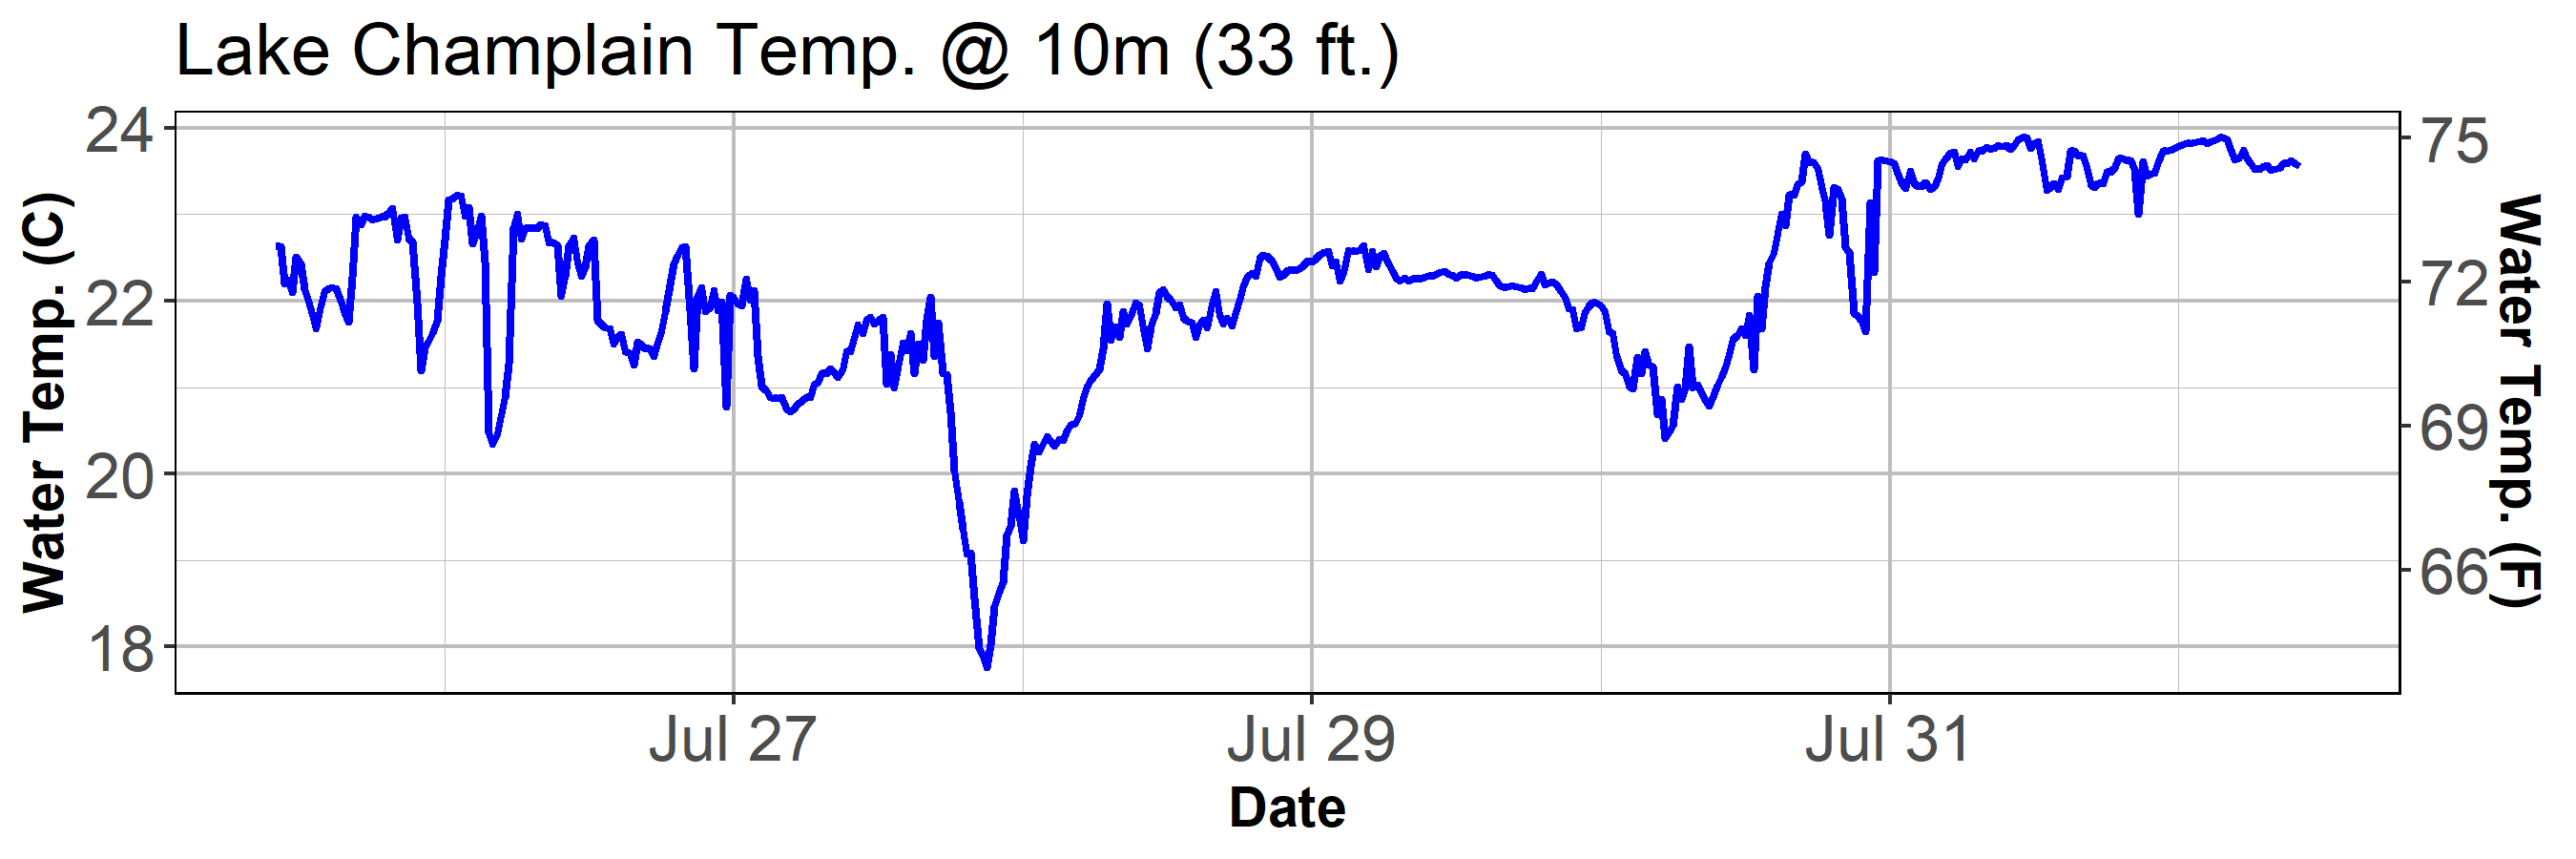 Lake Champlain Temp. @ 10m (33 ft.)
Water Temp. (C)
24
22
20
18
75
72
69
66
Water Temp. (F)
Jul 27
Jul 29
Jul 31
Date